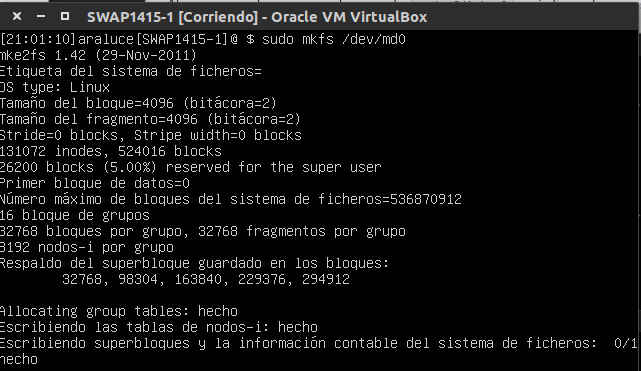 SWAP1415-1 [Corriendo] - Oracle VM VirtualBox
[21:01:10]araluce[SWAP1415-1]@ $ sudo mkfs /dev/md0
mke2fs 1.42 (29-Nov-2011)
Etiqueta del sistema de ficheros=
OS type: Linux
Tamaño del bloque=4096 (bitácora=2)
Tamaño del fragmento=4096 (bitácora=2)
Stride=0 blocks, Stripe width=0 blocks
131072 inodes, 524016 blocks
26200 blocks (5.00%) reserved for the super user
Primer bloque de datos=0
Número máximo de bloques del sistema de ficheros=536870912
16 bloque de grupos
32768 bloques por grupo, 32768 fragmentos por grupo
8192 nodos-i por grupo
Respaldo del superbloque guardado en los bloques:
32768, 98304, 163840, 229376, 294912
Allocating group tables: hecho
Escribiendo las tablas de nodos-i: hecho
Escribiendo superbloques y la información contable del sistema de ficheros:  0/1
hecho